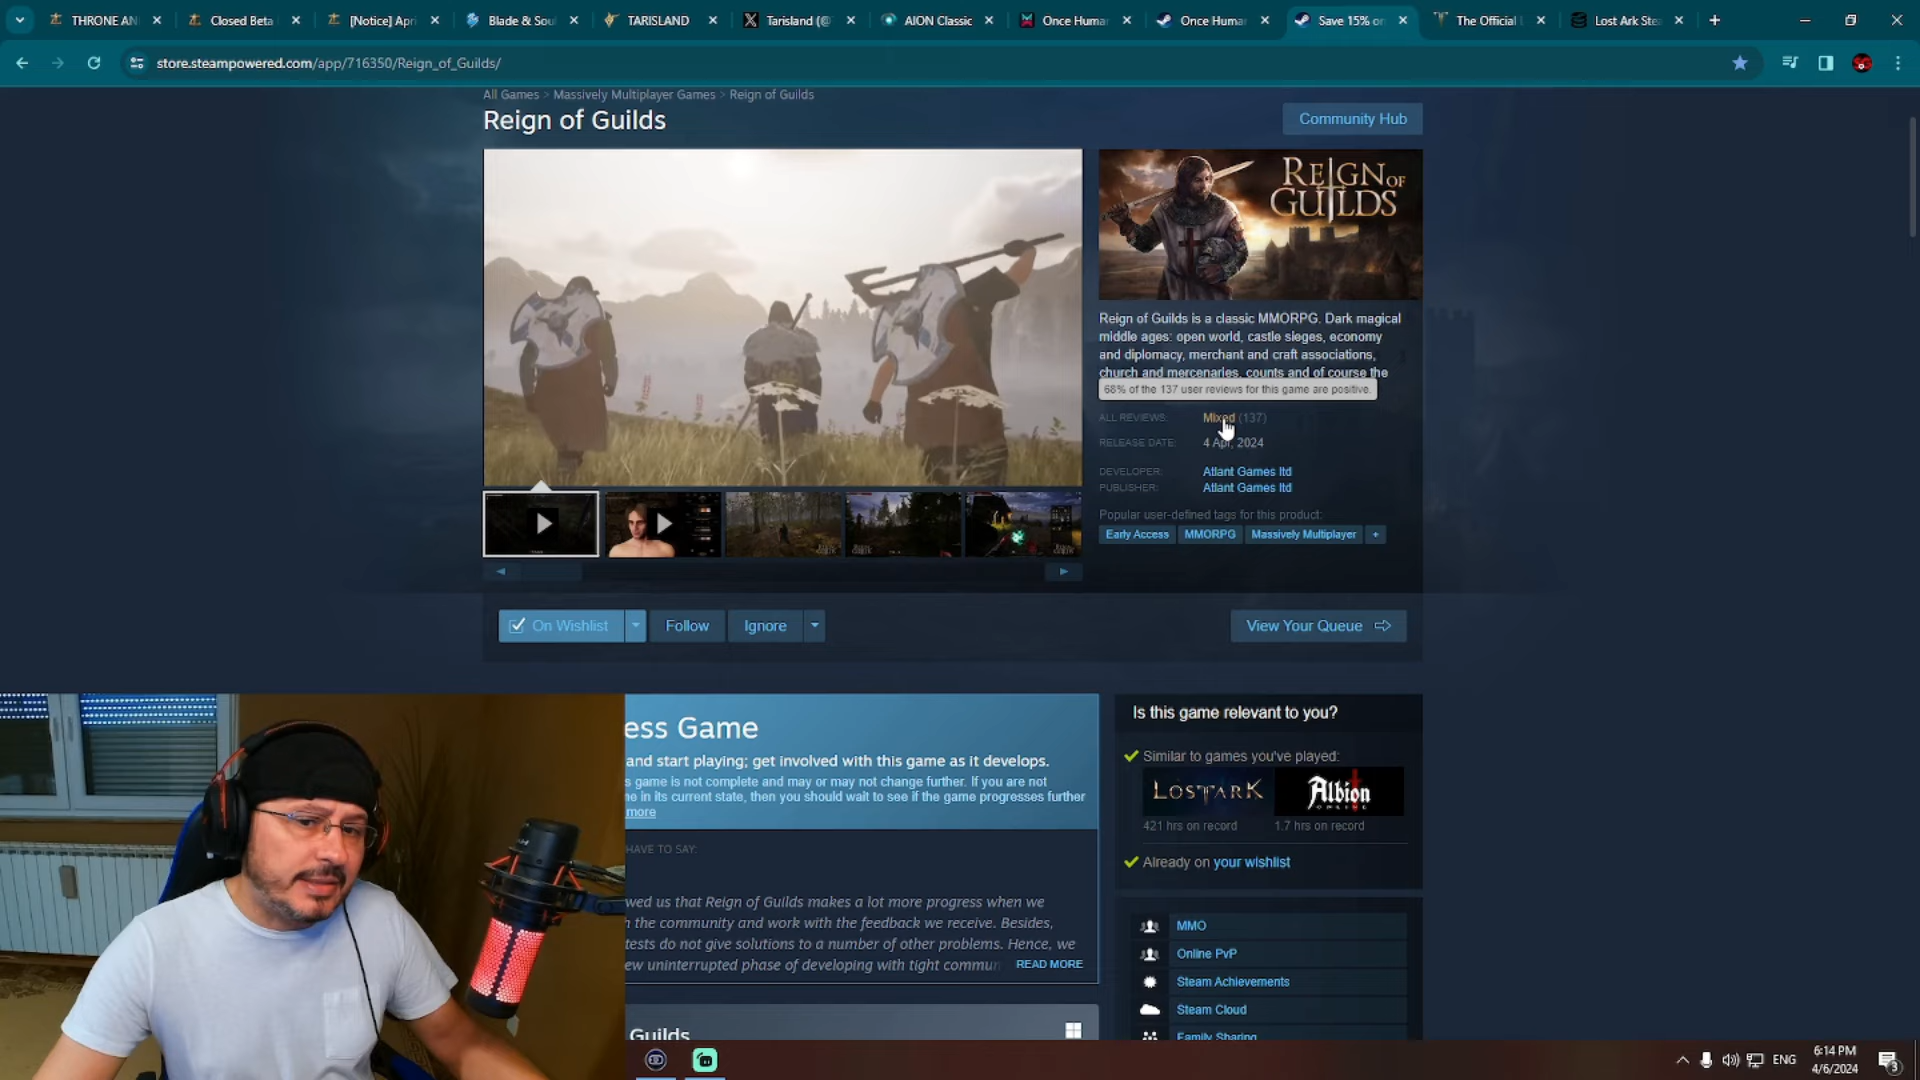 THRONE AN
Closed Beta
[Notice] Apri
Blade & Sou
TARISLAND
Tarisland (@
AION Classic
Once Human
Once Huma
Save 15% on
The Official
Lost Ark Stea
store.steampowered.com/app/716350/Reign_of_Guilds/
All Games > Massively Multiplayer Games > Reign of Guilds
Reign of Guilds
Community Hub
REIGN OF
GUILDS
Reign of Guilds is a classic MMORPG. Dark magical
middle ages: open world, castle sieges, economy
and diplomacy, merchant and craft associations,
church and mercenaries, counts and of course the
68% of the 137 user reviews for this game are positive.
ALL REVIEWS: Mixed (137)
RELEASE DATE: 4 Apr, 2024
DEVELOPER: Atlant Games ltd
PUBLISHER: Atlant Games ltd
Popular user-defined tags for this product:
Early Access MMORPG Massively Multiplayer +
On Wishlist
Follow
Ignore
View Your Queue
ess Game
and start playing; get involved with this game as it develops.
s game is not complete and may or may not change further. If you are not
e in its current state, then you should wait to see if the game progresses further
more
HAVE TO SAY:
wed us that Reign of Guilds makes a lot more progress when we
n the community and work with the feedback we receive. Besides,
tests do not give solutions to a number of other problems. Hence, we
ew uninterrupted phase of developing with tight commun READ MORE
Guilds
Is this game relevant to you?
Similar to games you've played:
LOST ARK
Albion
ONLINE
421 hrs on record
1.7 hrs on record
Already on your wishlist
MMO
Online PvP
Steam Achievements
Steam Cloud
Family Sharing
ENG
6:14 PM
4/6/2024
3